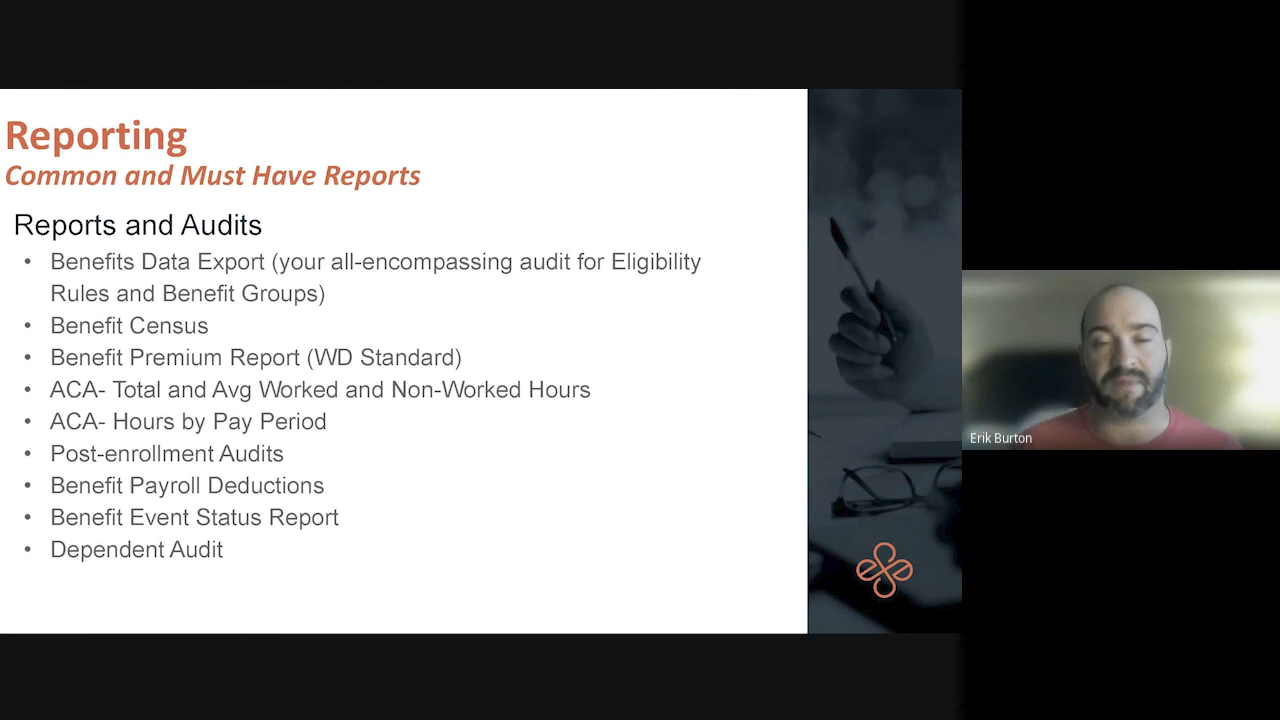 Reporting
Common and Must Have Reports
Reports and Audits
• Benefits Data Export (your all-encompassing audit for Eligibility
Rules and Benefit Groups)
• Benefit Census
• Benefit Premium Report (WD Standard)
• ACA- Total and Avg Worked and Non-Worked Hours
• ACA- Hours by Pay Period
• Post-enrollment Audits
• Benefit Payroll Deductions
• Benefit Event Status Report
• Dependent Audit
Erik Burton